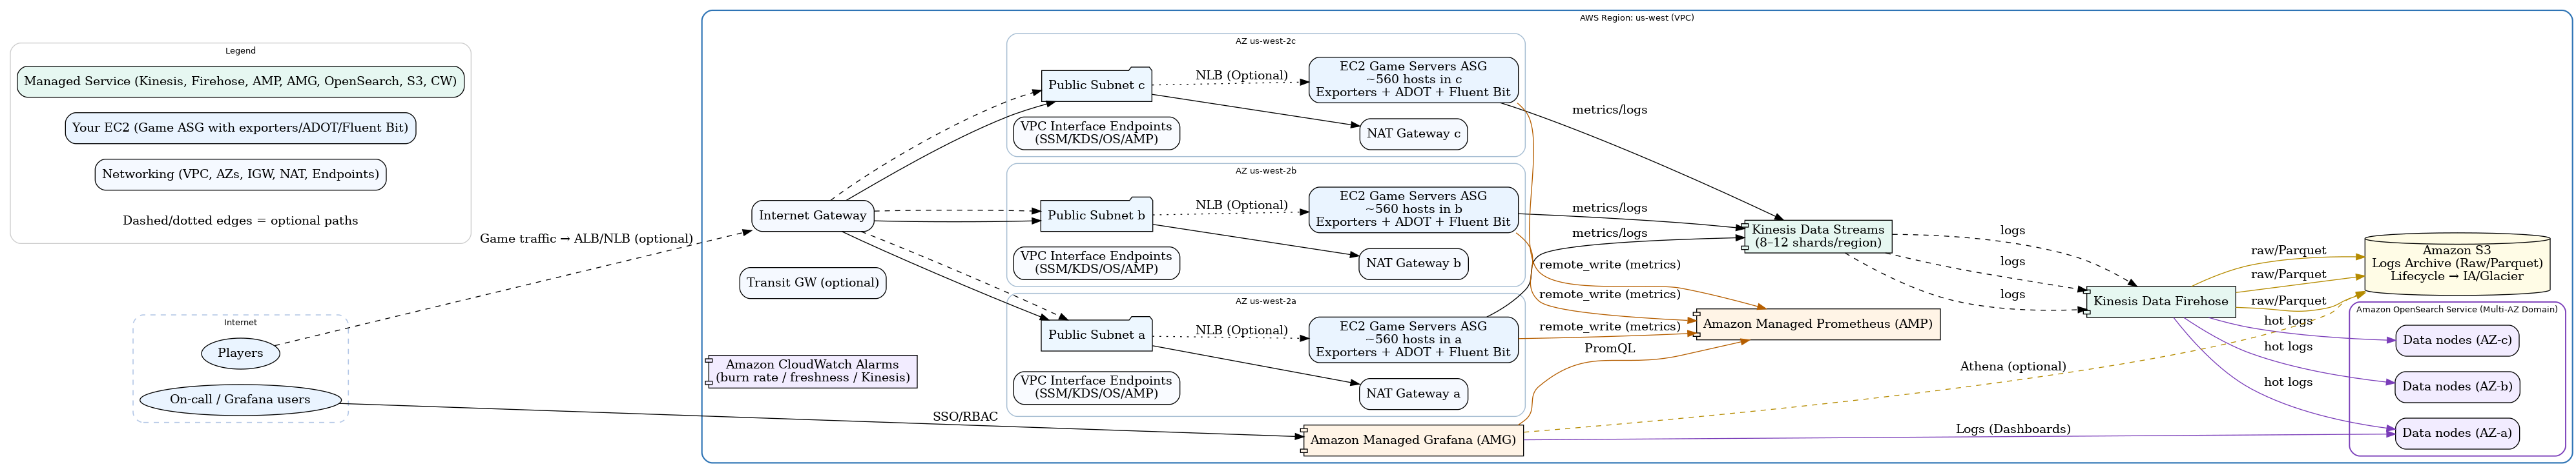 Legend
Managed Service (Kinesis, Firehose, AMP, AMG, OpenSearch, S3, CW)
Your EC2 (Game ASG with exporters/ADOT/Fluent Bit)
Networking (VPC, AZs, IGW, NAT, Endpoints)
Dashed/dotted edges = optional paths
Internet
Players
On-call / Grafana users
Game traffic → ALB/NLB (optional)
SSO/RBAC
AWS Region: us-west (VPC)
Internet Gateway
Transit GW (optional)
Amazon CloudWatch Alarms
(burn rate / freshness / Kinesis)
AZ us-west-2c
Public Subnet c
NLB (Optional)
EC2 Game Servers ASG
~560 hosts in c
Exporters + ADOT + Fluent Bit
VPC Interface Endpoints
(SSM/KDS/OS/AMP)
NAT Gateway c
AZ us-west-2b
Public Subnet b
NLB (Optional)
EC2 Game Servers ASG
~560 hosts in b
Exporters + ADOT + Fluent Bit
VPC Interface Endpoints
(SSM/KDS/OS/AMP)
NAT Gateway b
AZ us-west-2a
Public Subnet a
NLB (Optional)
EC2 Game Servers ASG
~560 hosts in a
Exporters + ADOT + Fluent Bit
VPC Interface Endpoints
(SSM/KDS/OS/AMP)
NAT Gateway a
Amazon Managed Grafana (AMG)
metrics/logs
metrics/logs
metrics/logs
remote_write (metrics)
remote_write (metrics)
remote_write (metrics)
PromQL
Kinesis Data Streams
(8–12 shards/region)
Amazon Managed Prometheus (AMP)
Athena (optional)
Logs (Dashboards)
logs
logs
logs
Kinesis Data Firehose
raw/Parquet
raw/Parquet
raw/Parquet
hot logs
hot logs
hot logs
Amazon S3
Logs Archive (Raw/Parquet)
Lifecycle → IA/Glacier
Amazon OpenSearch Service (Multi-AZ Domain)
Data nodes (AZ-c)
Data nodes (AZ-b)
Data nodes (AZ-a)